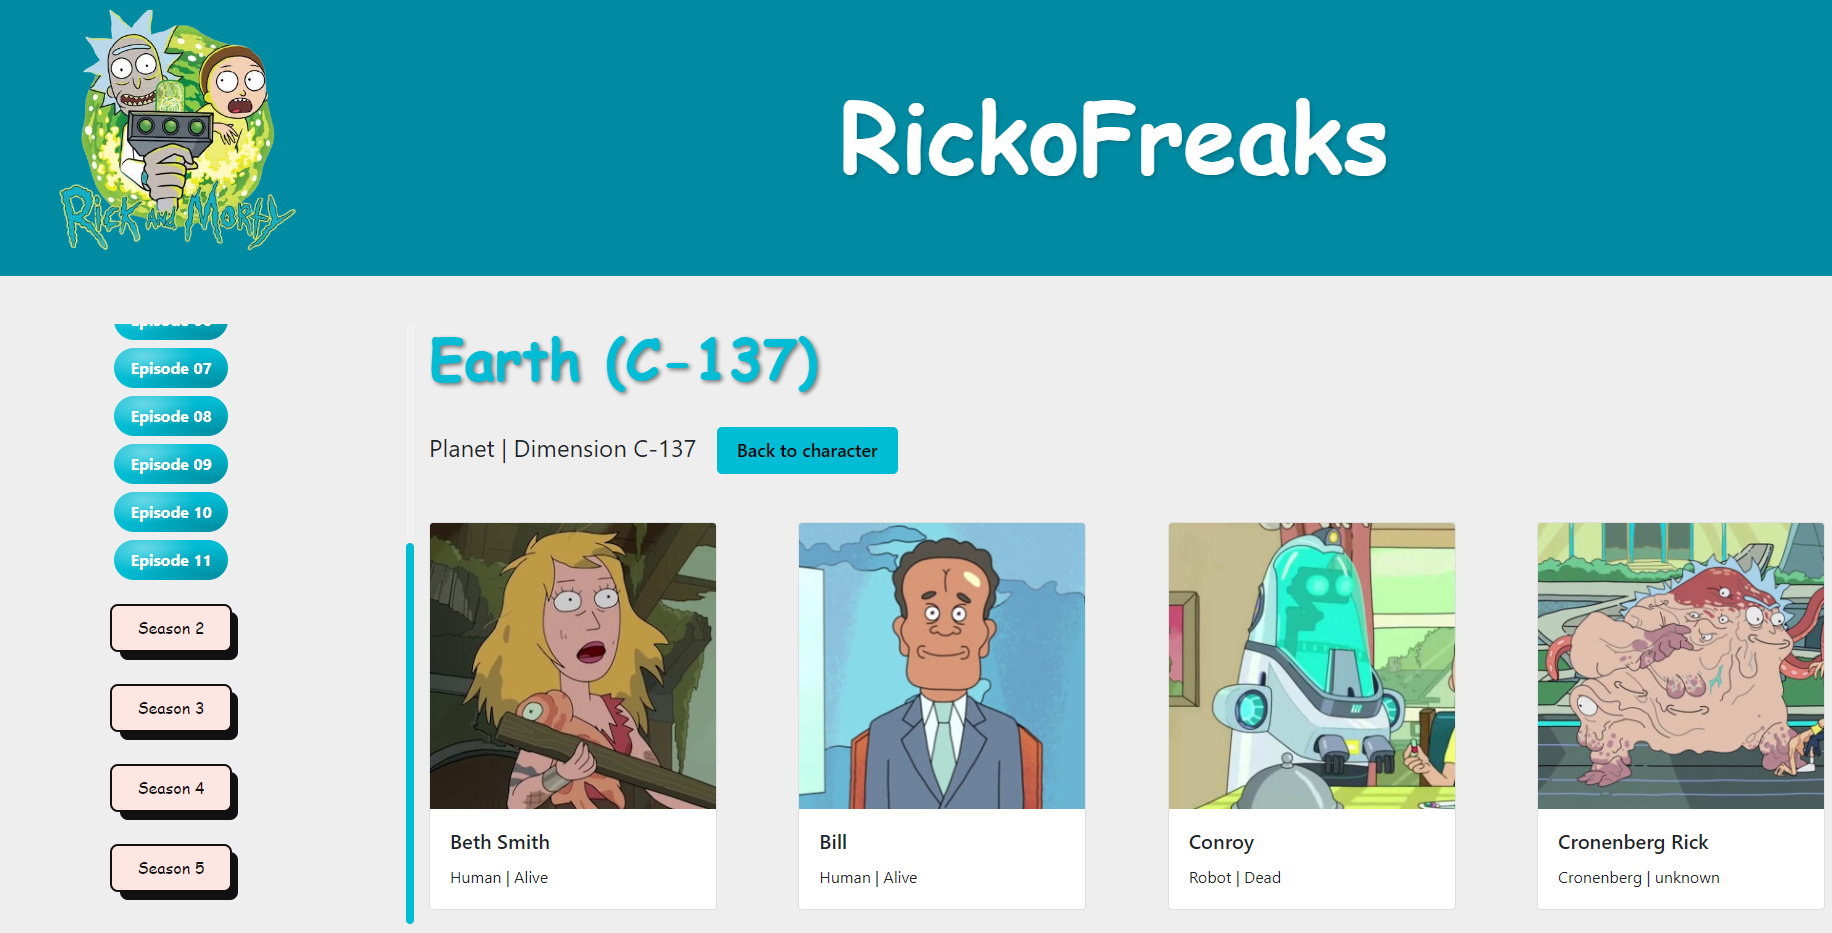 Rick and Morty
RickoFreaks
Episode 07
Episode 08
Episode 09
Episode 10
Episode 11
Season 2
Season 3
Season 4
Season 5
Earth (C-137)
Planet | Dimension C-137
Back to character
Beth Smith
Human | Alive
Bill
Human | Alive
Conroy
Robot | Dead
Cronenberg Rick
Cronenberg | unknown